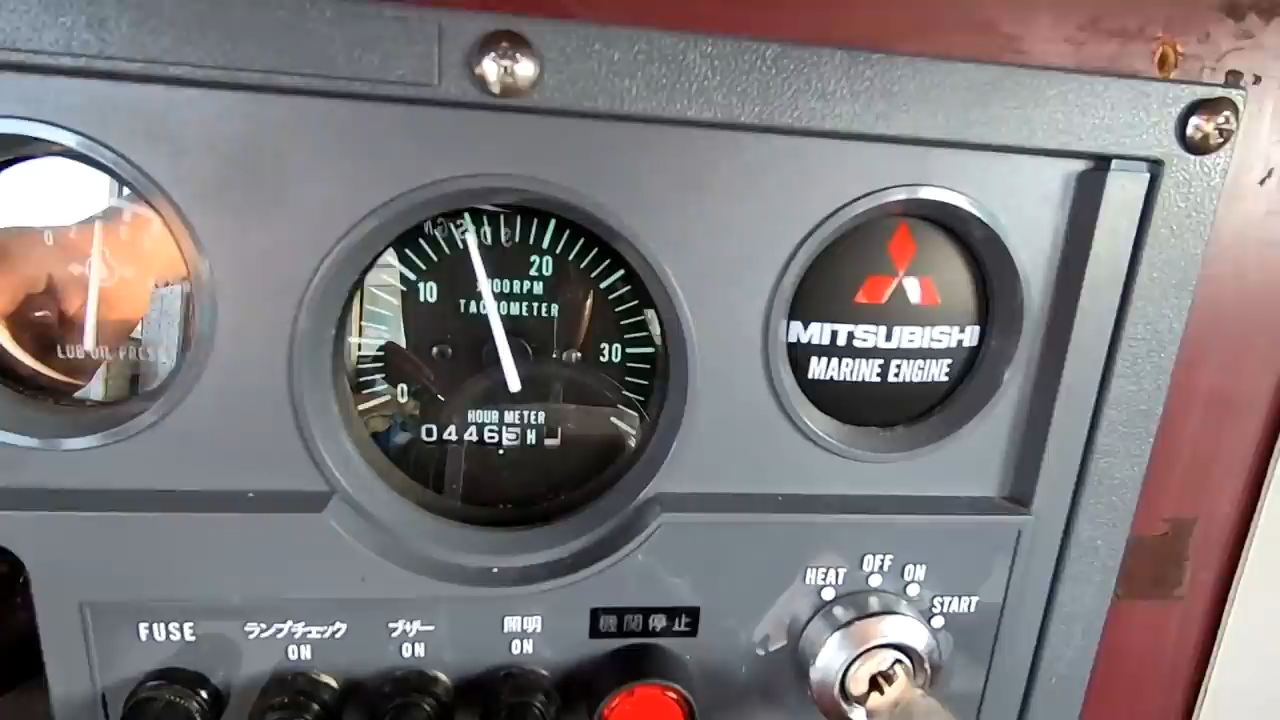 0
LUB OIL PRESS
10
20
30
0
X100RPM
TACHOMETER
HOUR METER
04465 H
MITSUBISHI
MARINE ENGINE
HEAT
OFF
ON
START
FUSE
ランプチェック
ON
ブザー
ON
照明
ON
機関停止